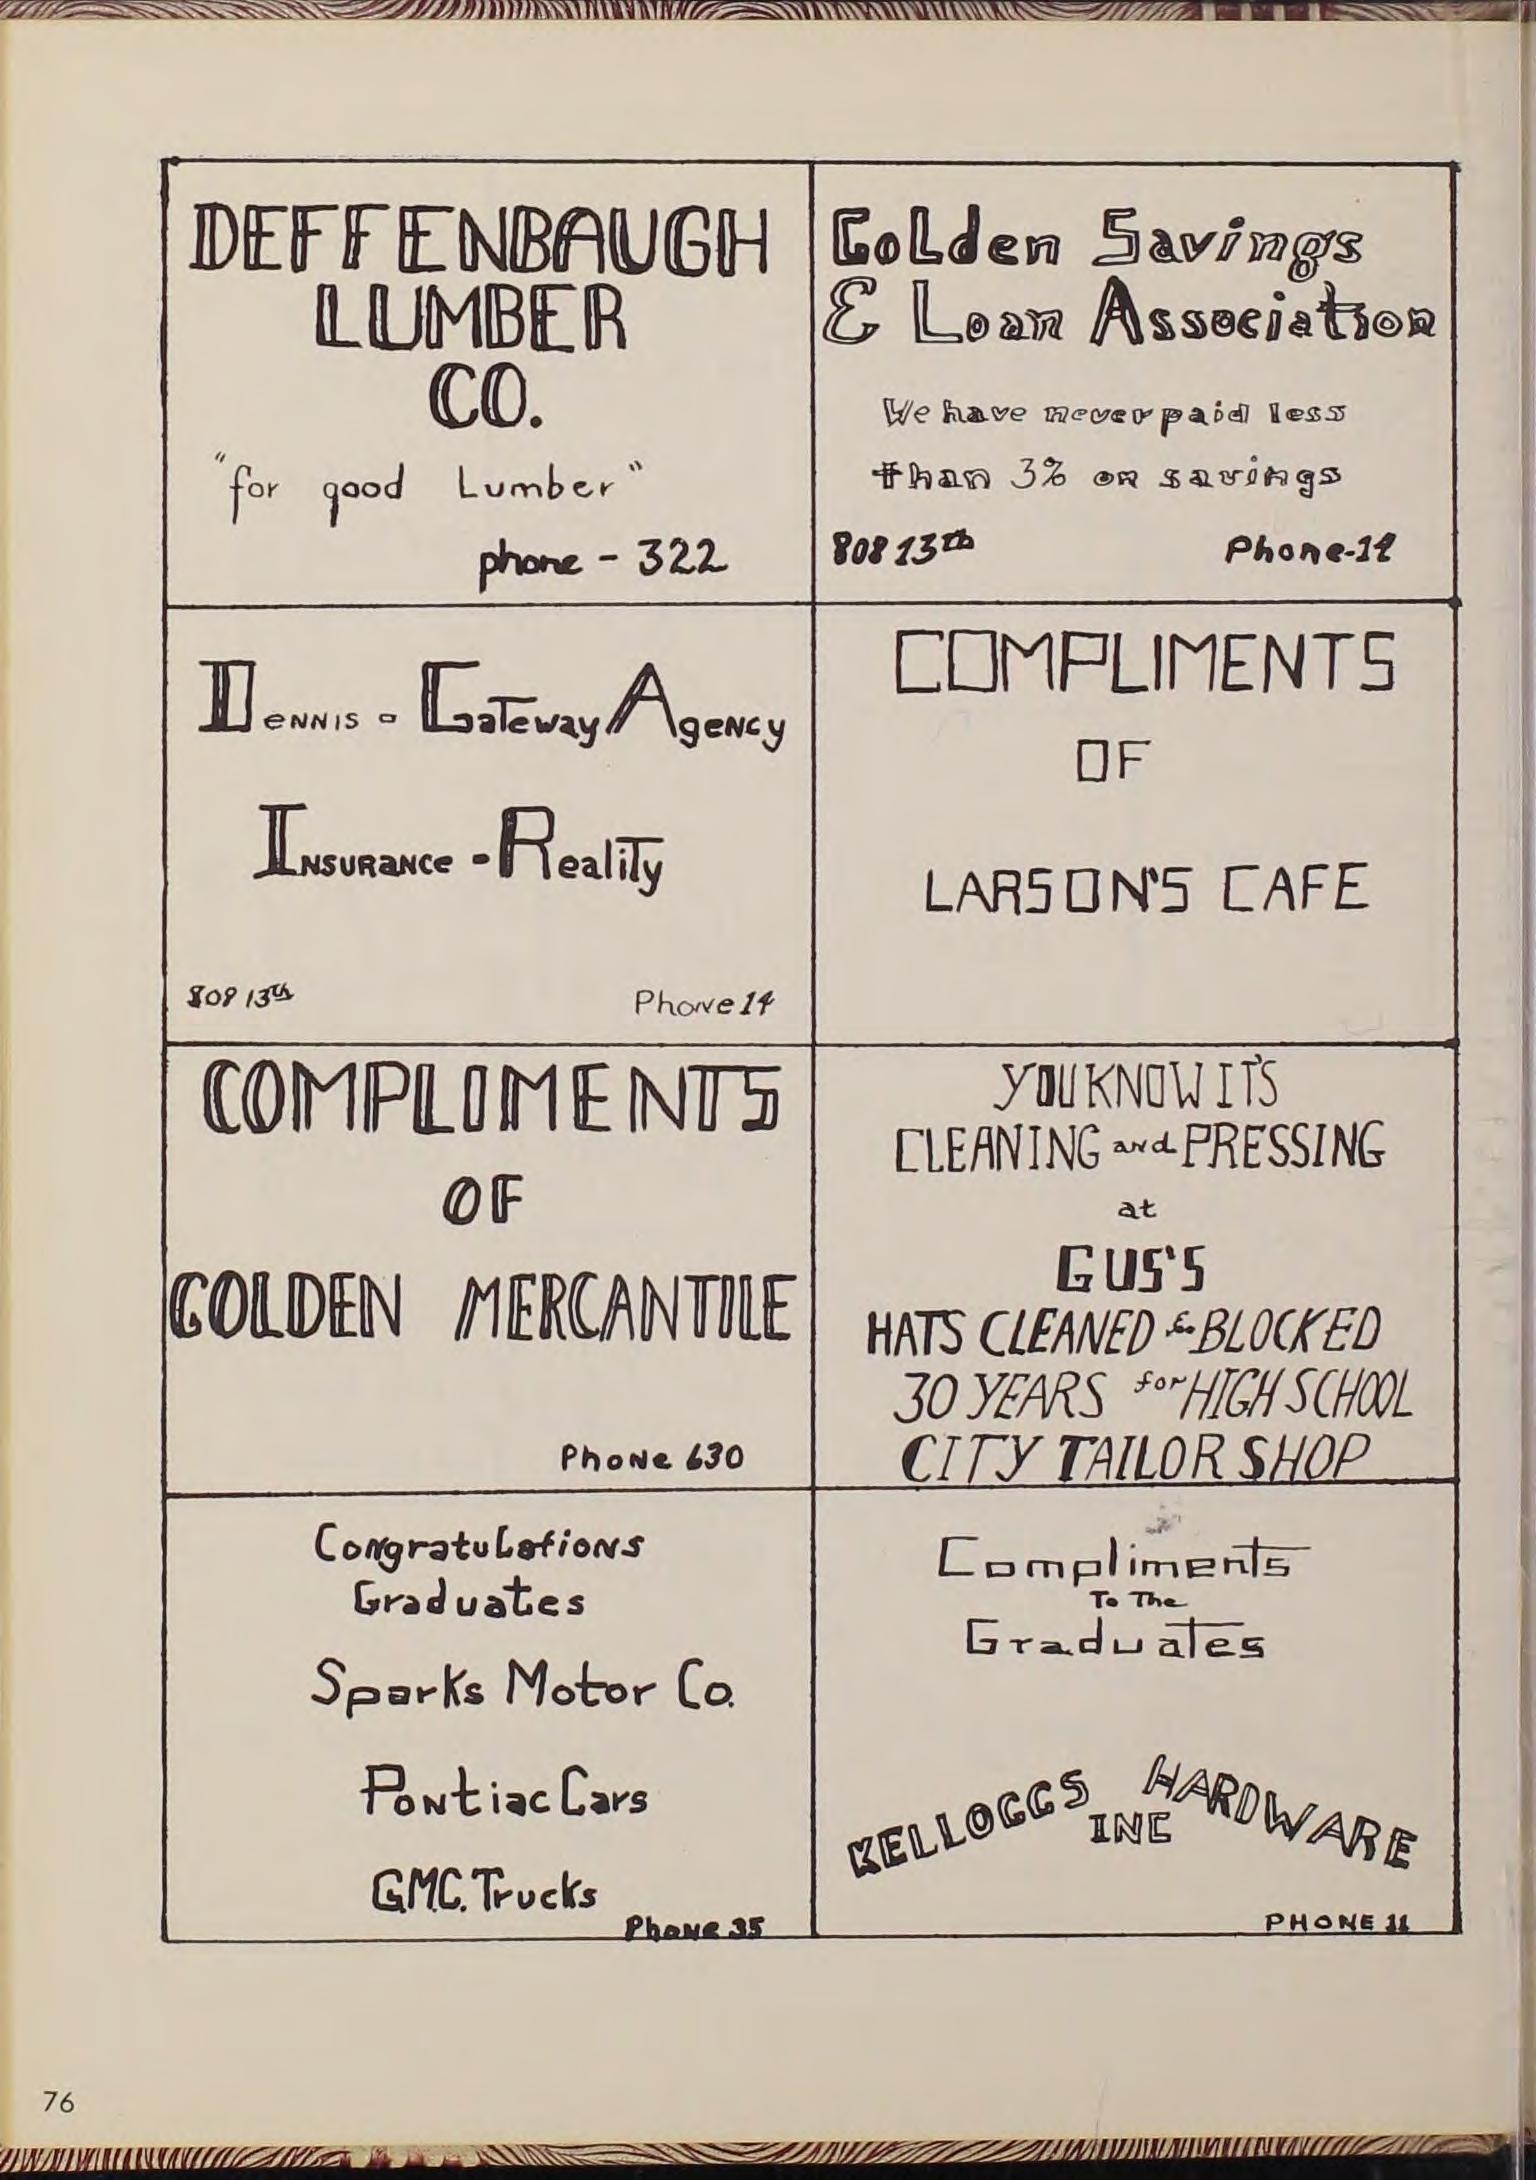 DEFFENBAUGH
LUMBER
CO.
"for good Lumber"
phone - 322
Golden Savings
& Loan Association
We have never paid less
than 3% on savings
808 13th Phone-14
Dennis - Gateway Agency
Insurance - Reality
808 13th Phone 14
COMPLIMENTS
OF
LARSON'S CAFE
COMPLIMENTS
OF
GOLDEN MERCANTILE
Phone 630
YOU KNOW IT'S
CLEANING and PRESSING
at
GUS'S
HATS CLEANED & BLOCKED
30 YEARS for HIGH SCHOOL
CITY TAILOR SHOP
Congratulations
Graduates
Sparks Motor Co.
Pontiac Cars
G.M.C. Trucks
Phone 35
Compliments
To The
Graduates
KELLOGGS HARDWARE
INC
PHONE 11
76